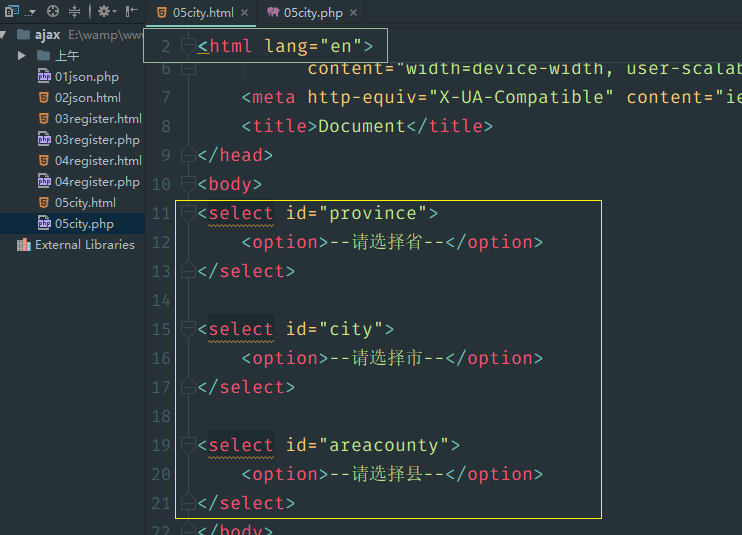 05city.html
05city.php
ajax E:\wamp\ww
上午
01json.php
02json.html
03register.html
03register.php
04register.html
04register.php
05city.html
05city.php
External Libraries
2 <html lang="en">
6 content="width=device-width, user-scalab
7 <meta http-equiv="X-UA-Compatible" content="ie
8 <title>Document</title>
9 </head>
10 <body>
11 <select id="province">
12 <option>--请选择省--</option>
13 </select>
14
15 <select id="city">
16 <option>--请选择市--</option>
17 </select>
18
19 <select id="areacounty">
20 <option>--请选择县--</option>
21 </select>
22 </body>